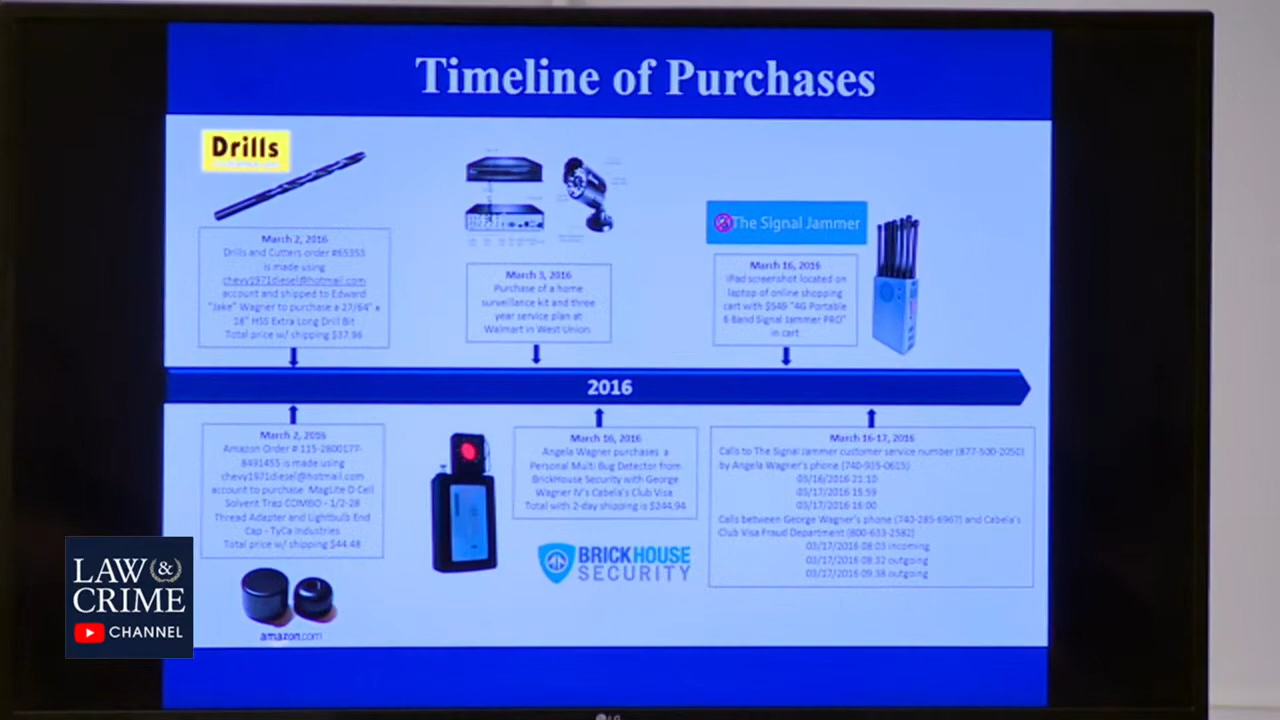 Timeline of Purchases
Drills
March 2, 2016
Drills and Cutters order #65353
is made using
chevy1971diesel@hotmail.com
account and shipped to Edward
"Jake" Wagner to purchase a 27/64" x
18" HSS Extra Long Drill Bit
Total price w/ shipping $37.96
March 3, 2016
Purchase of a home
surveillance kit and three
year service plan at
Walmart in West Union.
The Signal Jammer
March 16, 2016
iPad screenshot located on
laptop of online shopping
cart with $549 "4G Portable
6 Band Signal Jammer PRO"
in cart
2016
March 2, 2016
Amazon Order # 115-2800177-
8491455 is made using
chevy1971diesel@hotmail.com
account to purchase MagLite D Cell
Solvent Trap COMBO - 1/2-28
Thread Adapter and Lightbulb End
Cap - TyCa Industries
Total price w/ shipping $44.48
amazon.com
March 16, 2016
Angela Wagner purchases a
Personal Multi Bug Detector from
BrickHouse Security with George
Wagner IV's Cabela's Club Visa
Total with 2-day shipping is $244.94
BRICKHOUSE
SECURITY
March 16-17, 2016
Calls to The Signal Jammer customer service number (877-500-2050)
by Angela Wagner's phone (740-935-0615)
03/16/2016 21:10
03/17/2016 15:59
03/17/2016 16:00
Calls between George Wagner's phone (740-285-6967) and Cabela's
Club Visa Fraud Department (800-633-2582)
03/17/2016 08:03 incoming
03/17/2016 08:32 outgoing
03/17/2016 09:38 outgoing
LAW &
CRIME
CHANNEL
LG